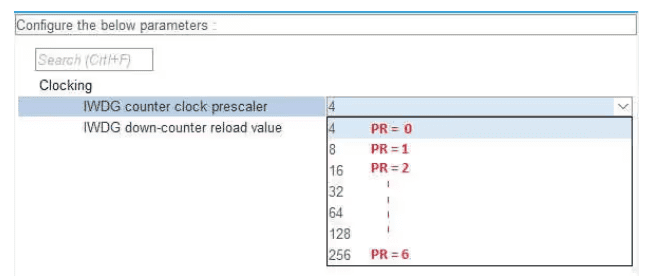 Configure the below parameters :
Search (CrtI+F)
Clocking
IWDG counter clock prescaler 4
IWDG down-counter reload value
4 PR = 0
8 PR = 1
16 PR = 2
32
64
128
256 PR = 6